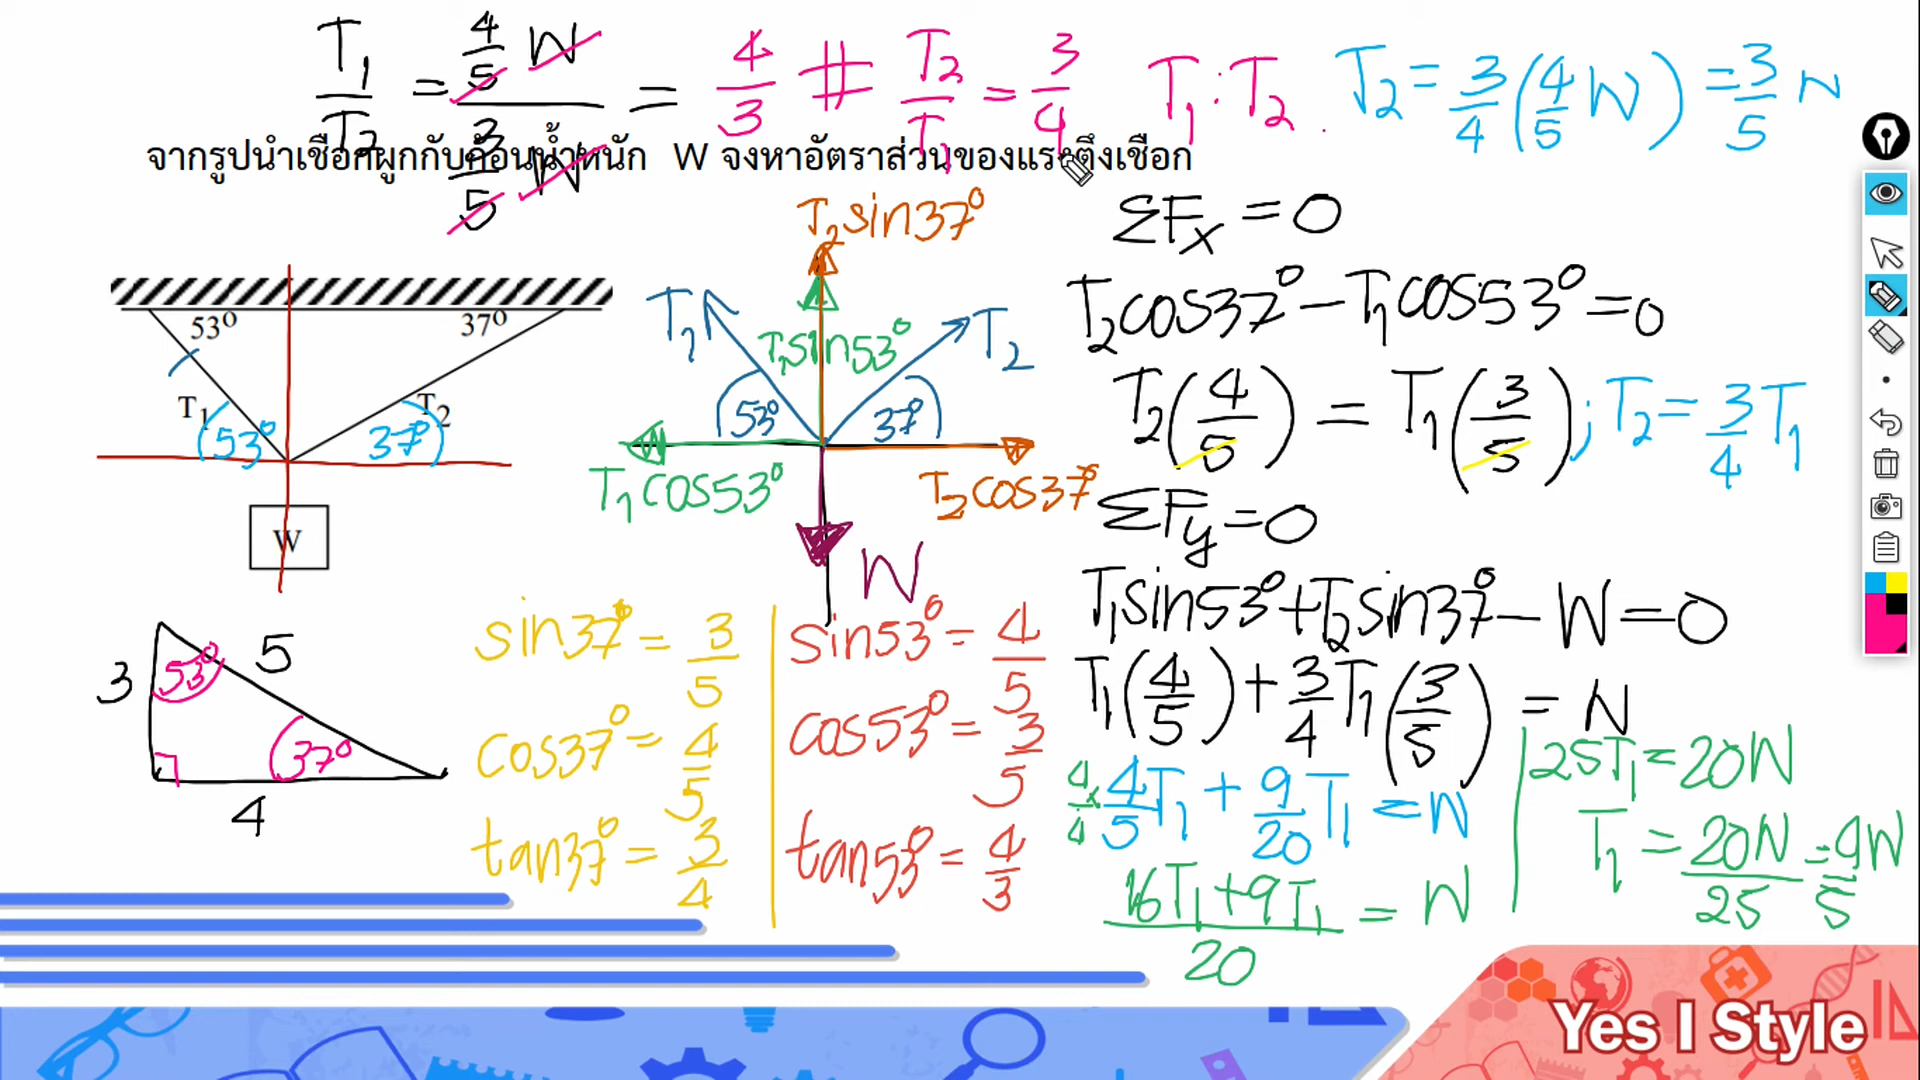 T₁/T₂ = (4/5 W)/(3/5 W) = 4/3 # T₂/T₁ = 3/4 T₁ : T₂ T₂ = 3/4 (4/5 W) = 3/5 W
จากรูปนำเชือกผูกกับก้อนน้ำหนัก W จงหาอัตราส่วนของแรงตึงเชือก
53⁰ 37⁰
T₁ T₂
53° 37°
W
T₂ sin37°
T₁ T₁sin53° T₂
53° 37°
T₁cos53° T₂cos37°
W
3 53° 5
37°
4
sin37° = 3/5
cos37° = 4/5
tan37° = 3/4
sin53° = 4/5
cos53° = 3/5
tan53° = 4/3
ΣFx = 0
T₂cos37° − T₁cos53° = 0
T₂(4/5) = T₁(3/5) ; T₂ = 3/4 T₁
ΣFy = 0
T₁sin53° + T₂sin37° − W = 0
T₁(4/5) + 3/4 T₁(3/5) = W
4/4 × 4/5 T₁ + 9/20 T₁ = W
(16T₁ + 9T₁)/20 = W
25T₁ = 20W
T₁ = 20W/25 = 4W/5
Yes I Style